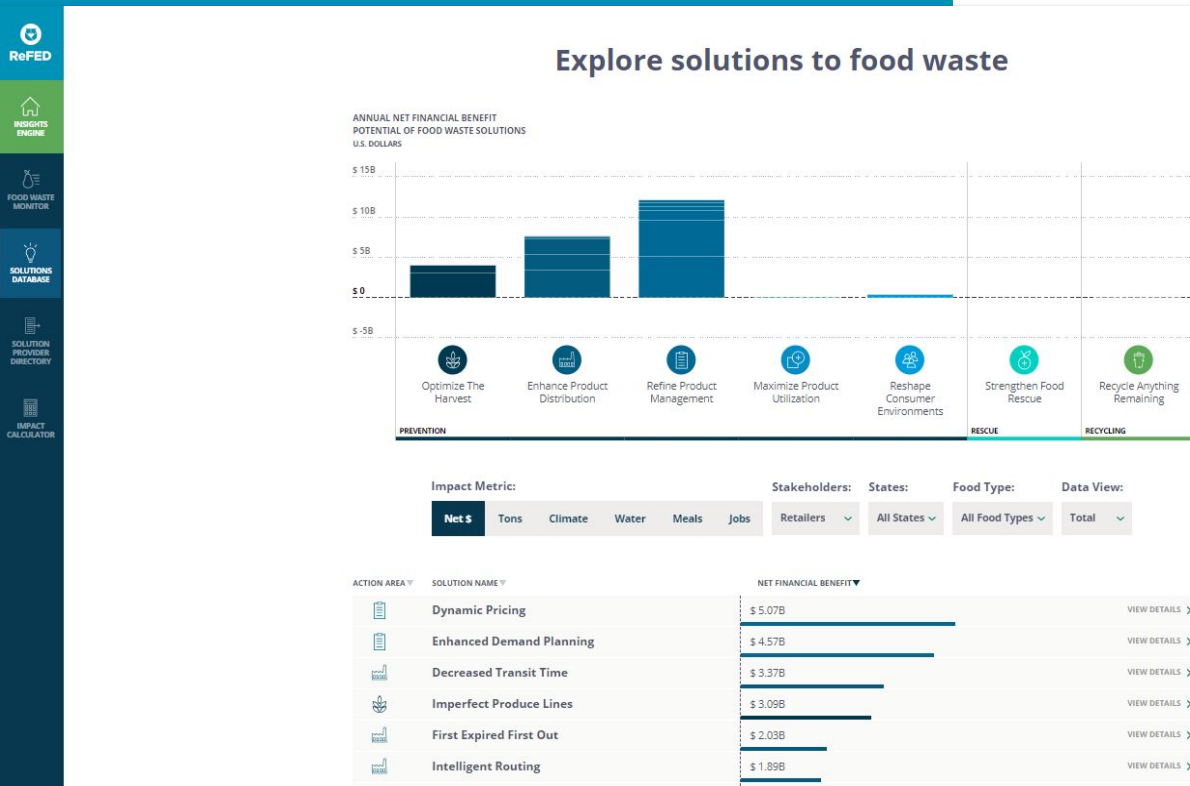 ReFED
INSIGHTS
ENGINE
FOOD WASTE
MONITOR
SOLUTIONS
DATABASE
SOLUTION
PROVIDER
DIRECTORY
IMPACT
CALCULATOR
Explore solutions to food waste
ANNUAL NET FINANCIAL BENEFIT
POTENTIAL OF FOOD WASTE SOLUTIONS
U.S. DOLLARS
$ 15B
$ 10B
$ 5B
$ 0
$ -5B
Optimize The
Harvest
Enhance Product
Distribution
Refine Product
Management
Maximize Product
Utilization
Reshape
Consumer
Environments
Strengthen Food
Rescue
Recycle Anything
Remaining
PREVENTION
RESCUE
RECYCLING
Impact Metric:
Net $ Tons Climate Water Meals Jobs
Stakeholders:
Retailers
States:
All States
Food Type:
All Food Types
Data View:
Total
ACTION AREA SOLUTION NAME NET FINANCIAL BENEFIT
Dynamic Pricing $ 5.07B VIEW DETAILS
Enhanced Demand Planning $ 4.57B VIEW DETAILS
Decreased Transit Time $ 3.37B VIEW DETAILS
Imperfect Produce Lines $ 3.09B VIEW DETAILS
First Expired First Out $ 2.03B VIEW DETAILS
Intelligent Routing $ 1.89B VIEW DETAILS